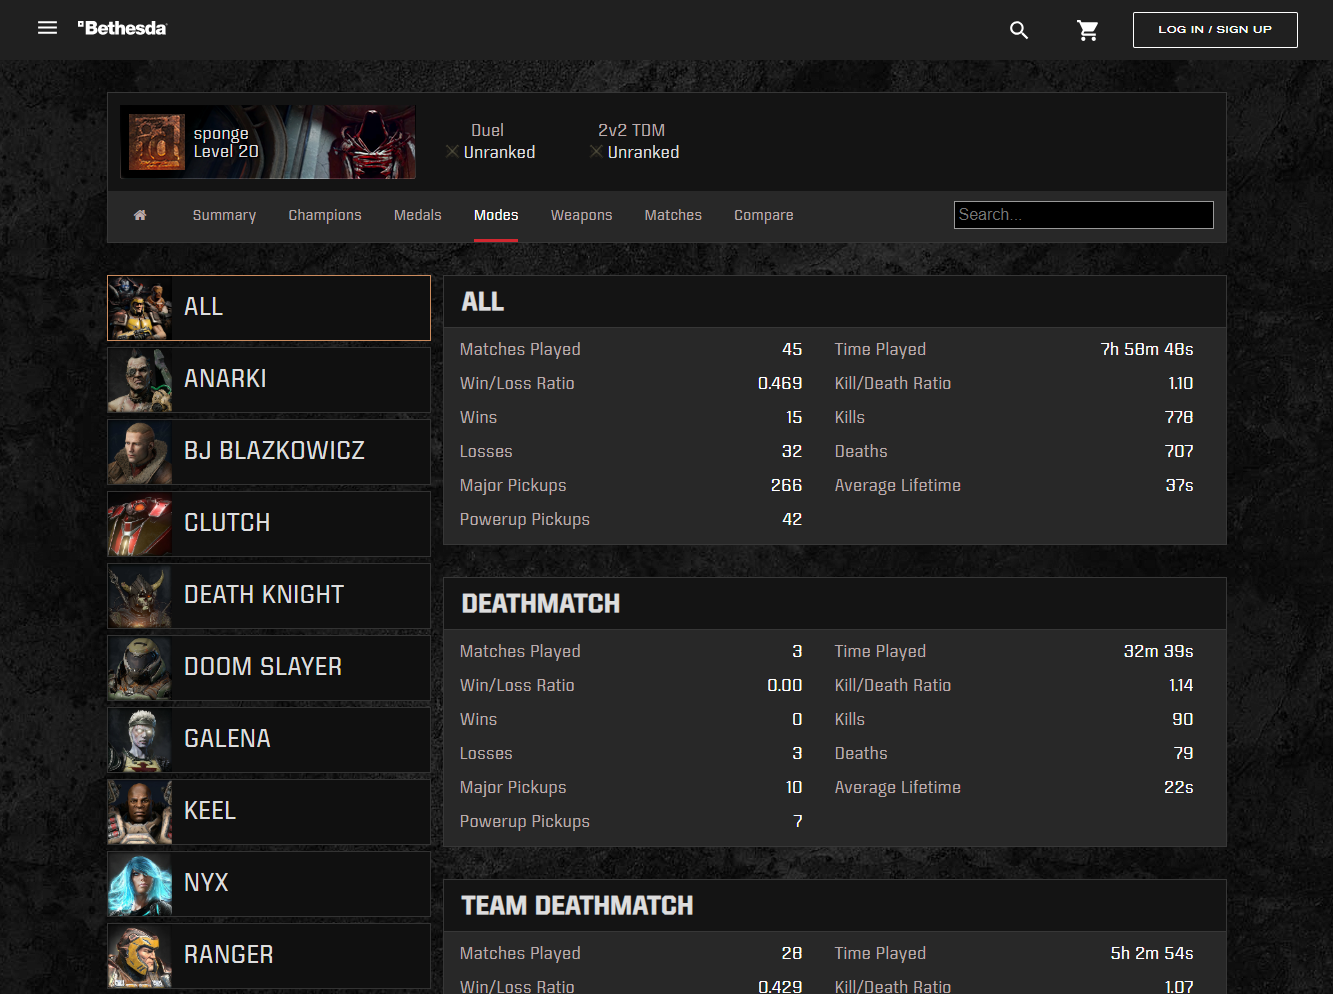 Bethesda
LOG IN / SIGN UP
sponge
Level 20
Duel
Unranked
2v2 TDM
Unranked
Summary
Champions
Medals
Modes
Weapons
Matches
Compare
Search...
ALL
ANARKI
BJ BLAZKOWICZ
CLUTCH
DEATH KNIGHT
DOOM SLAYER
GALENA
KEEL
NYX
RANGER
ALL
Matches Played 45 Time Played 7h 58m 48s
Win/Loss Ratio 0.469 Kill/Death Ratio 1.10
Wins 15 Kills 778
Losses 32 Deaths 707
Major Pickups 266 Average Lifetime 37s
Powerup Pickups 42
DEATHMATCH
Matches Played 3 Time Played 32m 39s
Win/Loss Ratio 0.00 Kill/Death Ratio 1.14
Wins 0 Kills 90
Losses 3 Deaths 79
Major Pickups 10 Average Lifetime 22s
Powerup Pickups 7
TEAM DEATHMATCH
Matches Played 28 Time Played 5h 2m 54s
Win/Loss Ratio 0.429 Kill/Death Ratio 1.07